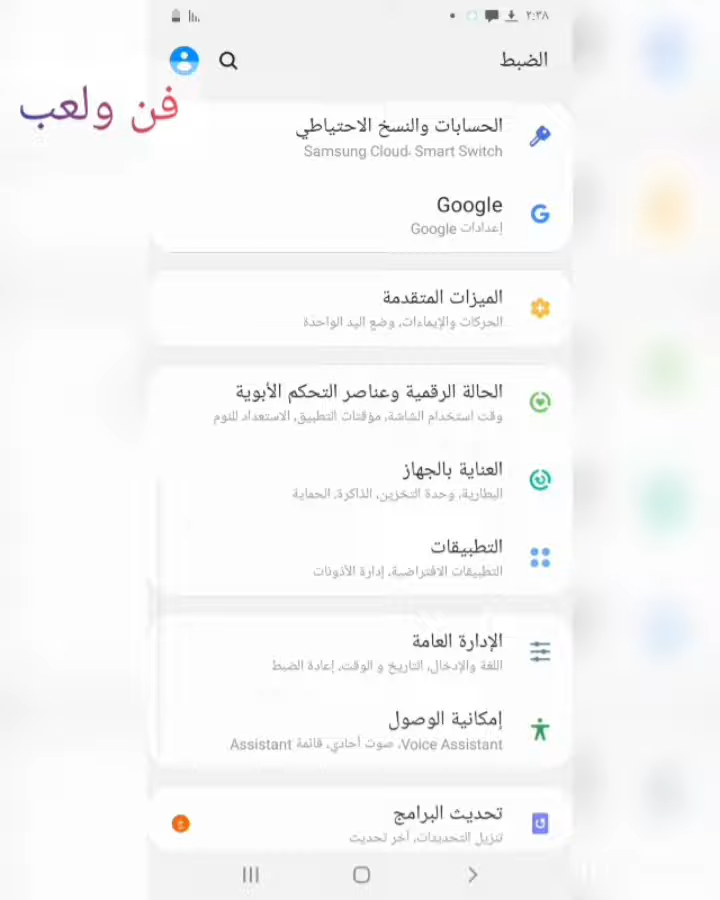 ٢:٣٨
الضبط
فن ولعب
الحسابات والنسخ الاحتياطي
Samsung Cloud، Smart Switch
Google
إعدادات Google
الميزات المتقدمة
الحركات والإيماءات، وضع اليد الواحدة
الحالة الرقمية وعناصر التحكم الأبوية
وقت استخدام الشاشة، مؤقتات التطبيق، الاستعداد للنوم
العناية بالجهاز
البطارية، وحدة التخزين، الذاكرة، الحماية
التطبيقات
التطبيقات الافتراضية، إدارة الأذونات
الإدارة العامة
اللغة والإدخال، التاريخ و الوقت، إعادة الضبط
إمكانية الوصول
Voice Assistant، صوت أحادي، قائمة Assistant
تحديث البرامج
تنزيل التحديثات، آخر تحديث